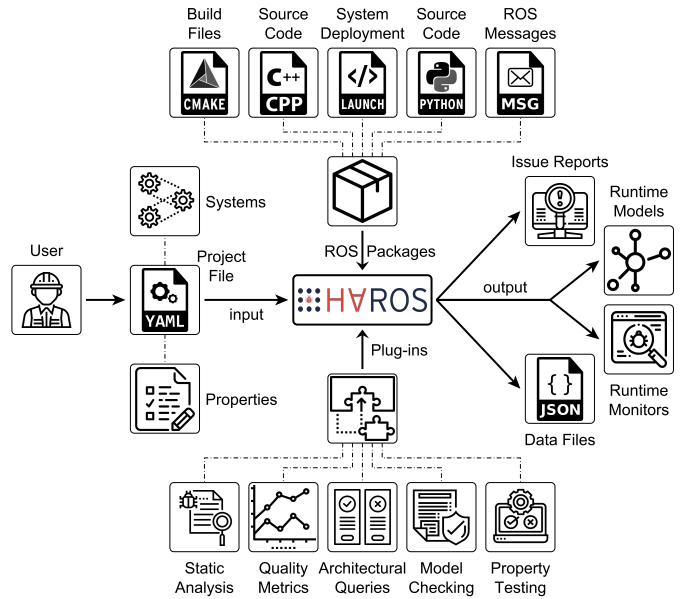 Build Files
Source Code
System Deployment
Source Code
ROS Messages
CMAKE
C++
CPP
</>
LAUNCH
PYTHON
MSG
Systems
ROS Packages
Issue Reports
Runtime Models
User
Project File
YAML
input
HAROS
output
Plug-ins
Properties
{ }
JSON
Data Files
Runtime Monitors
Static Analysis
Quality Metrics
Architectural Queries
Model Checking
Property Testing